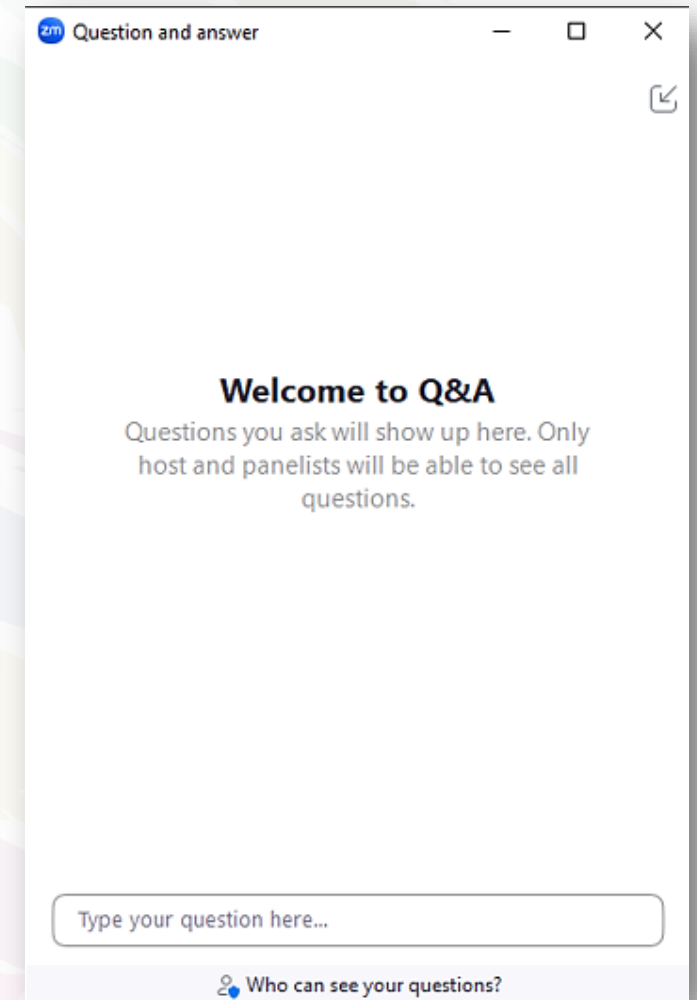 zm Question and answer
Welcome to Q&A
Questions you ask will show up here. Only
host and panelists will be able to see all
questions.
Type your question here...
Who can see your questions?